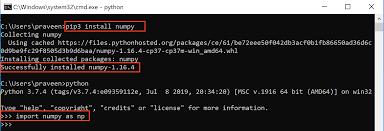 C:\Windows\system32\cmd.exe - python
C:\Users\praveen>pip3 install numpy
Collecting numpy
Using cached https://files.pythonhosted.org/packages/ce/61/be72eee50f042db3acf0b1fb86650ad36d6c
0d9be9fc29f8505d3b9d6baa/numpy-1.16.4-cp37-cp37m-win_amd64.whl
Installing collected packages: numpy
Successfully installed numpy-1.16.4
C:\Users\praveen>python
Python 3.7.4 (tags/v3.7.4:e09359112e, Jul 8 2019, 20:34:20) [MSC v.1916 64 bit (AMD64)] on win32
Type "help", "copyright", "credits" or "license" for more information.
>>> import numpy as np
>>>